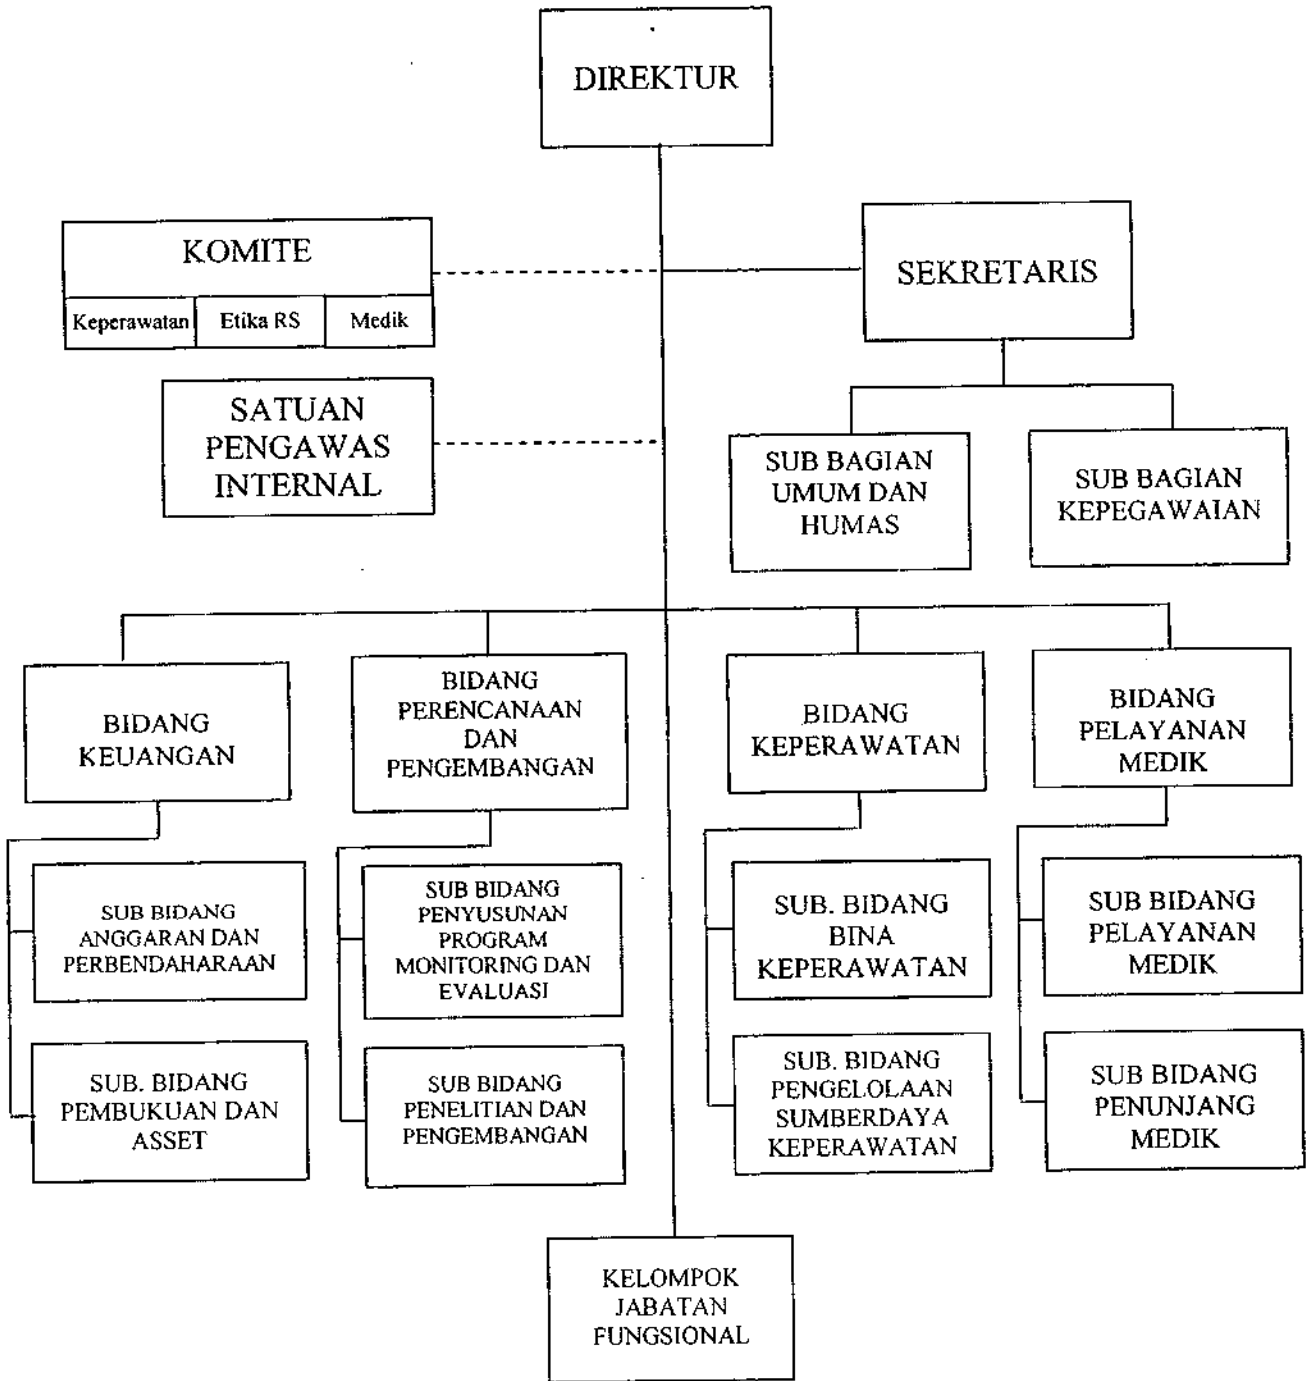 DIREKTUR
KOMITE
Keperawatan
Etika RS
Medik
SEKRETARIS
SATUAN
PENGAWAS
INTERNAL
SUB BAGIAN
UMUM DAN
HUMAS
SUB BAGIAN
KEPEGAWAIAN
BIDANG
KEUANGAN
BIDANG
PERENCANAAN
DAN
PENGEMBANGAN
BIDANG
KEPERAWATAN
BIDANG
PELAYANAN
MEDIK
SUB BIDANG
ANGGARAN DAN
PERBENDAHARAAN
SUB BIDANG
PENYUSUNAN
PROGRAM
MONITORING DAN
EVALUASI
SUB. BIDANG
BINA
KEPERAWATAN
SUB BIDANG
PELAYANAN
MEDIK
SUB. BIDANG
PEMBUKUAN DAN
ASSET
SUB BIDANG
PENELITIAN DAN
PENGEMBANGAN
SUB. BIDANG
PENGELOLAAN
SUMBERDAYA
KEPERAWATAN
SUB BIDANG
PENUNJANG
MEDIK
KELOMPOK
JABATAN
FUNGSIONAL